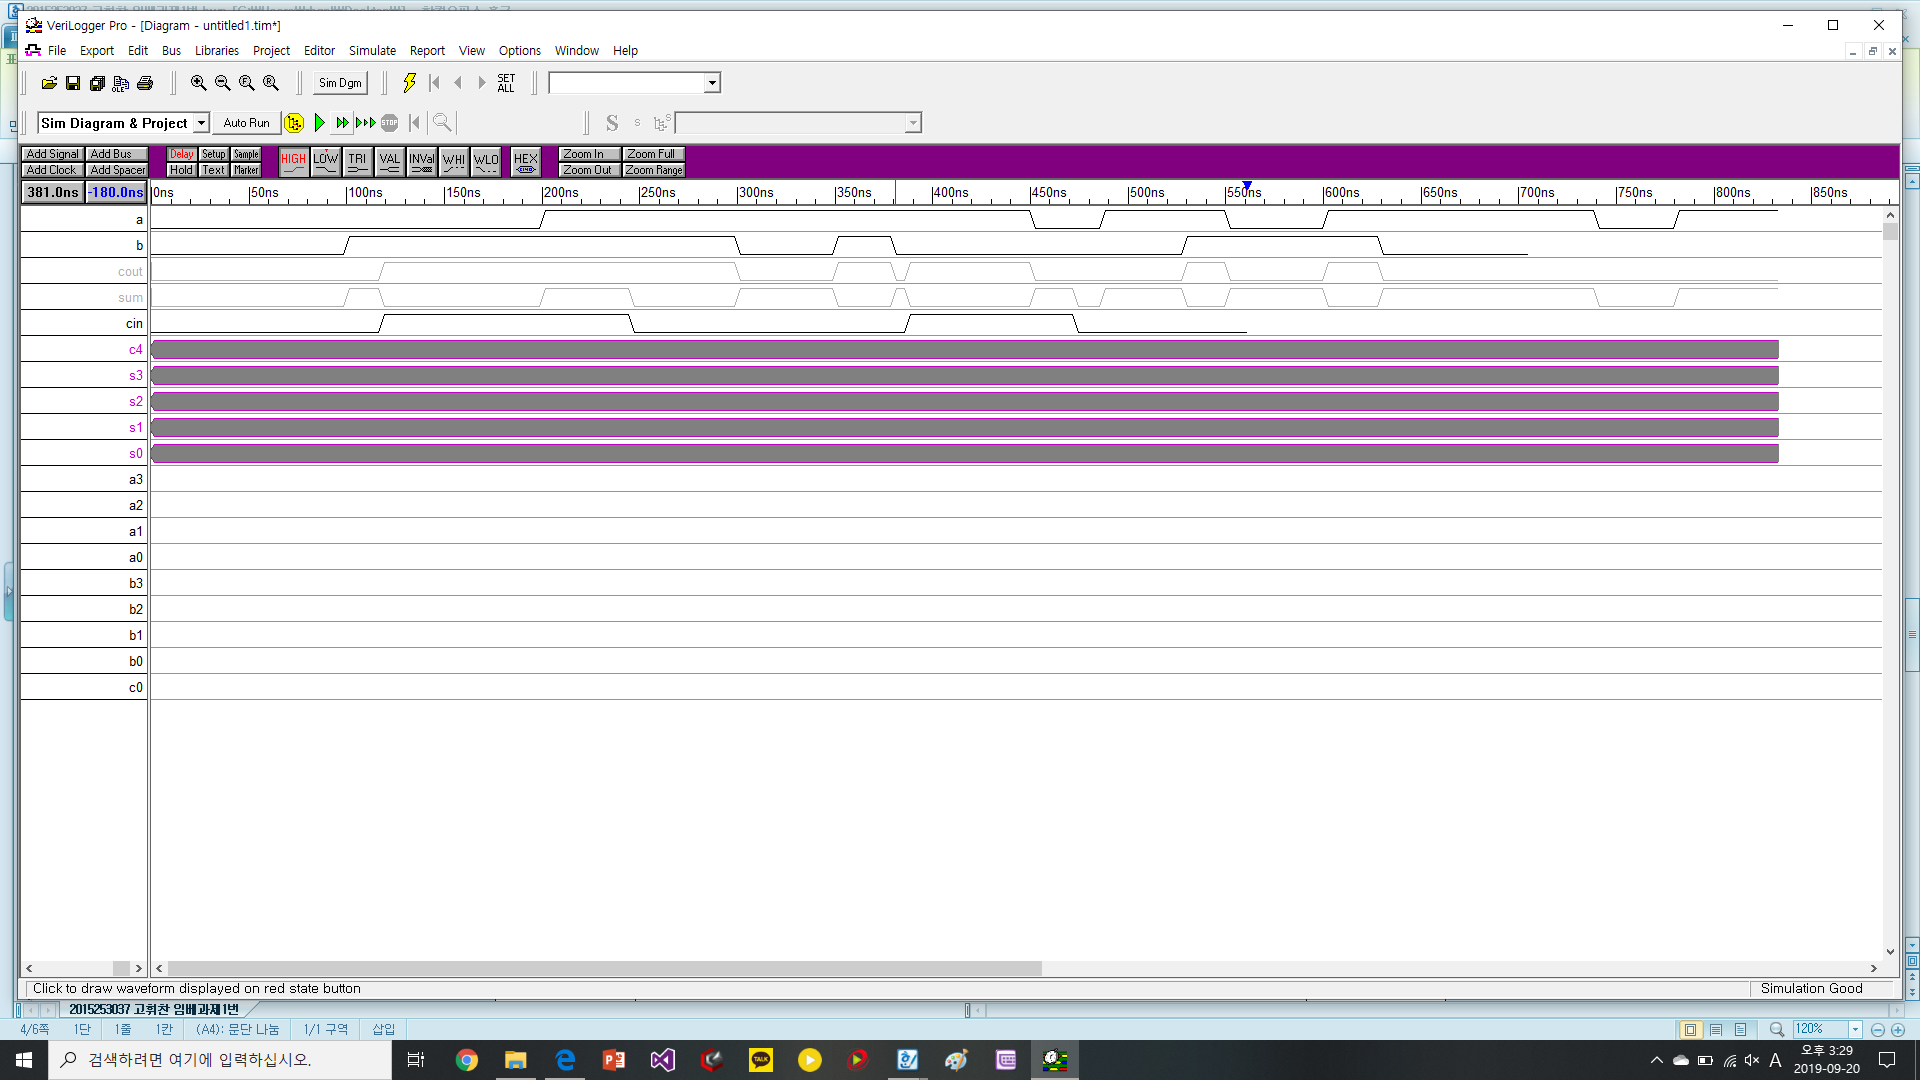 VeriLogger Pro - [Diagram - untitled1.tim*]
File Export Edit Bus Libraries Project Editor Simulate Report View Options Window Help
OLE
Sim Dgm
SET ALL
Sim Diagram & Project
Auto Run
STOP
S s S
Add Signal Add Bus Delay Setup Sample HIGH LOW TRI VAL INVal WHI WLO HEX Zoom In Zoom Full
Add Clock Add Spacer Hold Text Marker Zoom Out Zoom Range
381.0ns -180.0ns 0ns 50ns 100ns 150ns 200ns 250ns 300ns 350ns 400ns 450ns 500ns 550ns 600ns 650ns 700ns 750ns 800ns 850ns
a
b
cout
sum
cin
c4
s3
s2
s1
s0
a3
a2
a1
a0
b3
b2
b1
b0
c0
Click to draw waveform displayed on red state button
Simulation Good
2015253037 고휘찬 임베과제1번
4/6쪽 1단 1줄 1칸 (A4): 문단 나눔 1/1 구역 삽입 120%
검색하려면 여기에 입력하십시오.
TALK
A
오후 3:29
2019-09-20